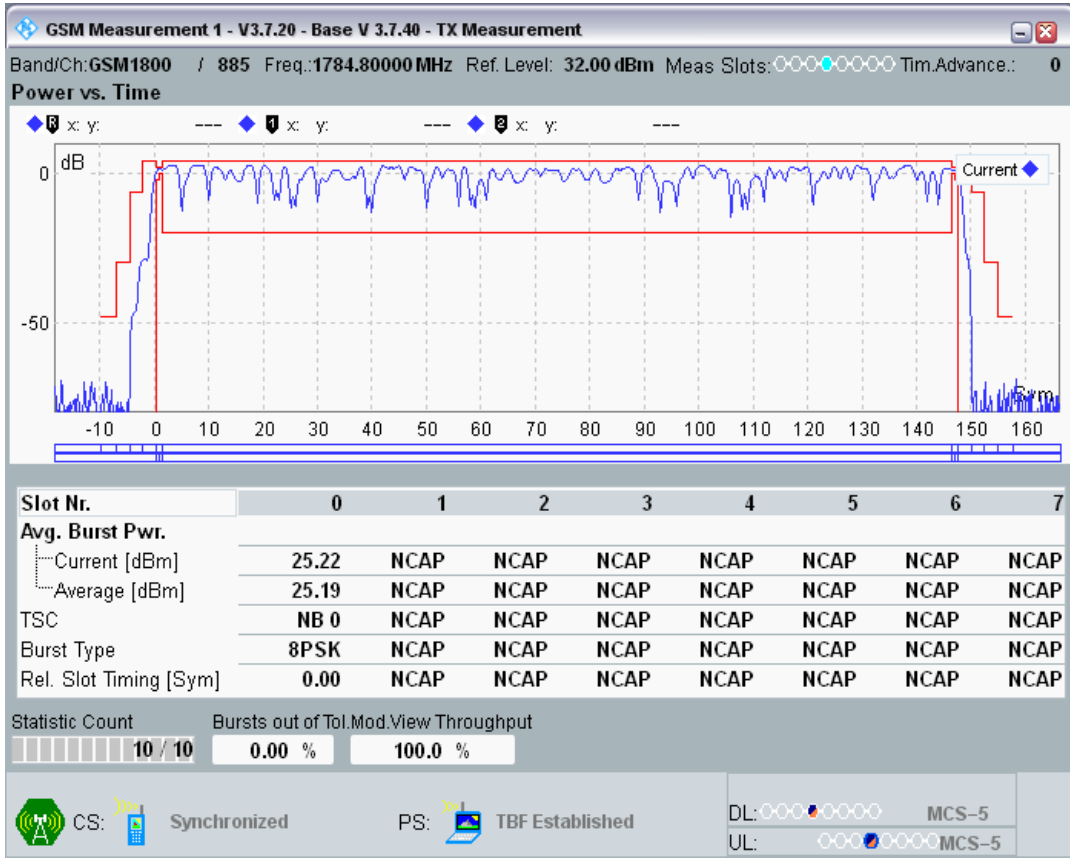 GSM Measurement 1 - V3.7.20 - Base V 3.7.40 - TX Measurement
Band/Ch:GSM1800 / 885 Freq.:1784.80000 MHz Ref. Level: 32.00 dBm Meas Slots: Tim.Advance.: 0
Power vs. Time
R x: y: --- 1 x: y: --- 2 x: y: ---
dB
Current
0
-50
Sym
-10 0 10 20 30 40 50 60 70 80 90 100 110 120 130 140 150 160
Slot Nr. 0 1 2 3 4 5 6 7
Avg. Burst Pwr.
Current [dBm] 25.22 NCAP NCAP NCAP NCAP NCAP NCAP NCAP
Average [dBm] 25.19 NCAP NCAP NCAP NCAP NCAP NCAP NCAP
TSC NB 0 NCAP NCAP NCAP NCAP NCAP NCAP NCAP
Burst Type 8PSK NCAP NCAP NCAP NCAP NCAP NCAP NCAP
Rel. Slot Timing [Sym] 0.00 NCAP NCAP NCAP NCAP NCAP NCAP NCAP
Statistic Count Bursts out of Tol.Mod.View Throughput
10 / 10 0.00 % 100.0 %
CS: Synchronized PS: TBF Established DL: MCS-5
UL: MCS-5